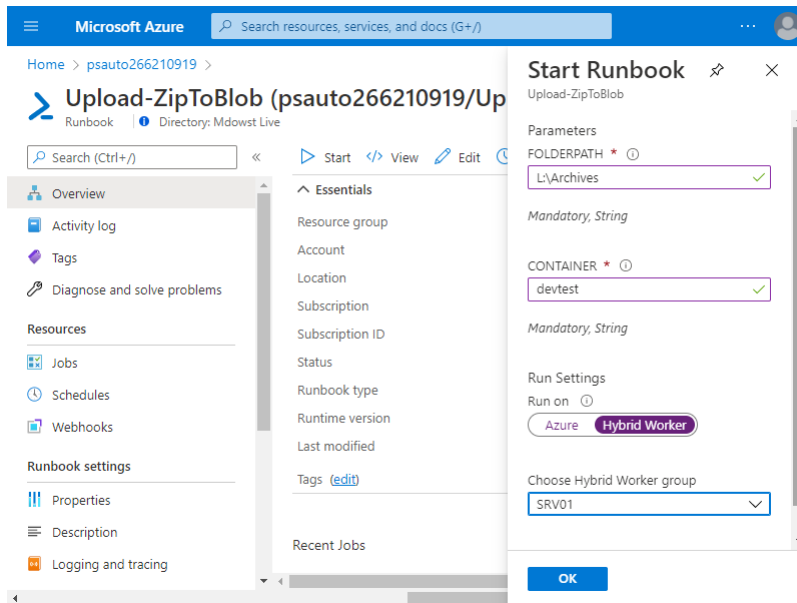 Microsoft Azure
Search resources, services, and docs (G+/)
Home > psauto266210919 >
Upload-ZipToBlob (psauto266210919/Up
Runbook
Directory: Mdowst Live
Search (Ctrl+/)
Overview
Activity log
Tags
Diagnose and solve problems
Resources
Jobs
Schedules
Webhooks
Runbook settings
Properties
Description
Logging and tracing
Start
View
Edit
Essentials
Resource group
Account
Location
Subscription
Subscription ID
Status
Runbook type
Runtime version
Last modified
Tags (edit)
Recent Jobs
Start Runbook
Upload-ZipToBlob
Parameters
FOLDERPATH *
L:\Archives
Mandatory, String
CONTAINER *
devtest
Mandatory, String
Run Settings
Run on
Azure
Hybrid Worker
Choose Hybrid Worker group
SRV01
OK